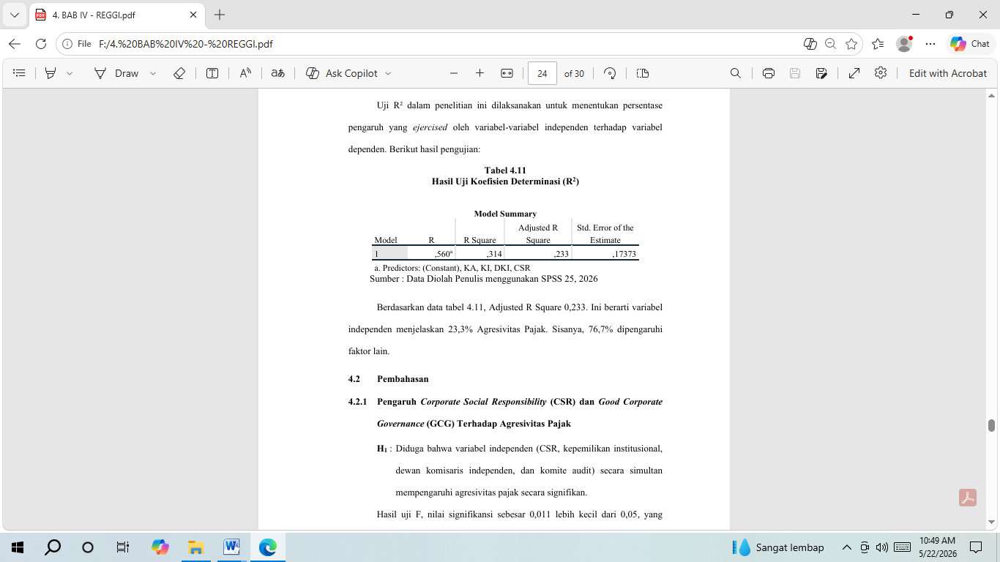 4. BAB IV - REGGI.pdf
File F:/4.%20BAB%20IV%20-%20REGGI.pdf
Chat
Draw
Ask Copilot
24 of 30
Edit with Acrobat
Uji R² dalam penelitian ini dilaksanakan untuk menentukan persentase
pengaruh yang ejercised oleh variabel-variabel independen terhadap variabel
dependen. Berikut hasil pengujian:
Tabel 4.11
Hasil Uji Koefisien Determinasi (R²)
Model Summary
Model R R Square Adjusted R Square Std. Error of the Estimate
1 ,560ª ,314 ,233 ,17373
a. Predictors: (Constant), KA, KI, DKI, CSR
Sumber : Data Diolah Penulis menggunakan SPSS 25, 2026
Berdasarkan data tabel 4.11, Adjusted R Square 0,233. Ini berarti variabel
independen menjelaskan 23,3% Agresivitas Pajak. Sisanya, 76,7% dipengaruhi
faktor lain.
4.2 Pembahasan
4.2.1 Pengaruh Corporate Social Responsibility (CSR) dan Good Corporate
Governance (GCG) Terhadap Agresivitas Pajak
H₁ : Diduga bahwa variabel independen (CSR, kepemilikan institusional,
dewan komisaris independen, dan komite audit) secara simultan
mempengaruhi agresivitas pajak secara signifikan.
Hasil uji F, nilai signifikansi sebesar 0,011 lebih kecil dari 0,05, yang
Sangat lembap
10:49 AM
5/22/2026